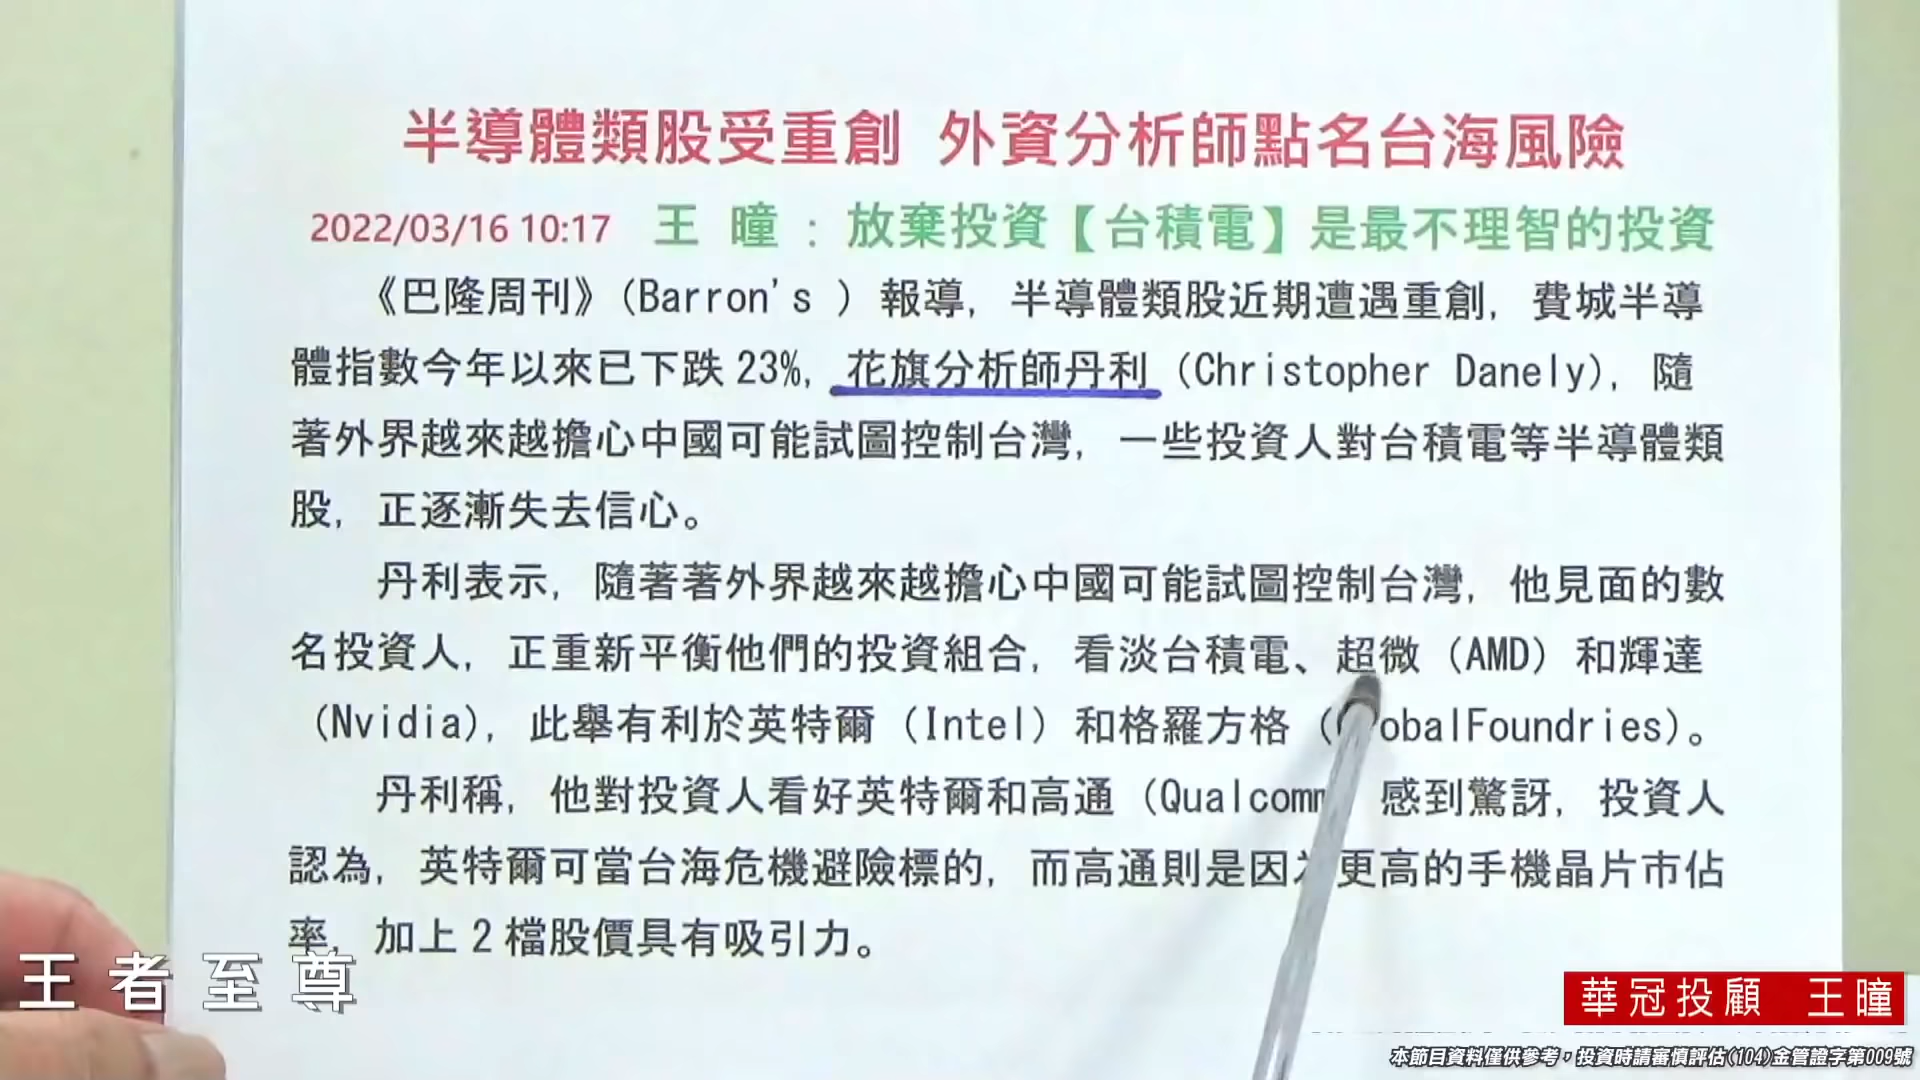 半導體類股受重創 外資分析師點名台海風險
2022/03/16 10:17 王 曈 : 放棄投資【台積電】是最不理智的投資
《巴隆周刊》(Barron's ) 報導, 半導體類股近期遭遇重創, 費城半導
體指數今年以來已下跌 23%, 花旗分析師丹利 (Christopher Danely), 隨
著外界越來越擔心中國可能試圖控制台灣, 一些投資人對台積電等半導體類
股, 正逐漸失去信心。
丹利表示, 隨著著外界越來越擔心中國可能試圖控制台灣, 他見面的數
名投資人, 正重新平衡他們的投資組合, 看淡台積電、超微 (AMD) 和輝達
(Nvidia), 此舉有利於英特爾 (Intel) 和格羅方格 (G obalFoundries)。
丹利稱, 他對投資人看好英特爾和高通 (Qualcomm 感到驚訝, 投資人
認為, 英特爾可當台海危機避險標的, 而高通則是因為更高的手機晶片市佔
率, 加上 2 檔股價具有吸引力。
王者至尊
華冠投顧 王曈
本節目資料僅供參考，投資時請審慎評估(104)金管證字第009號